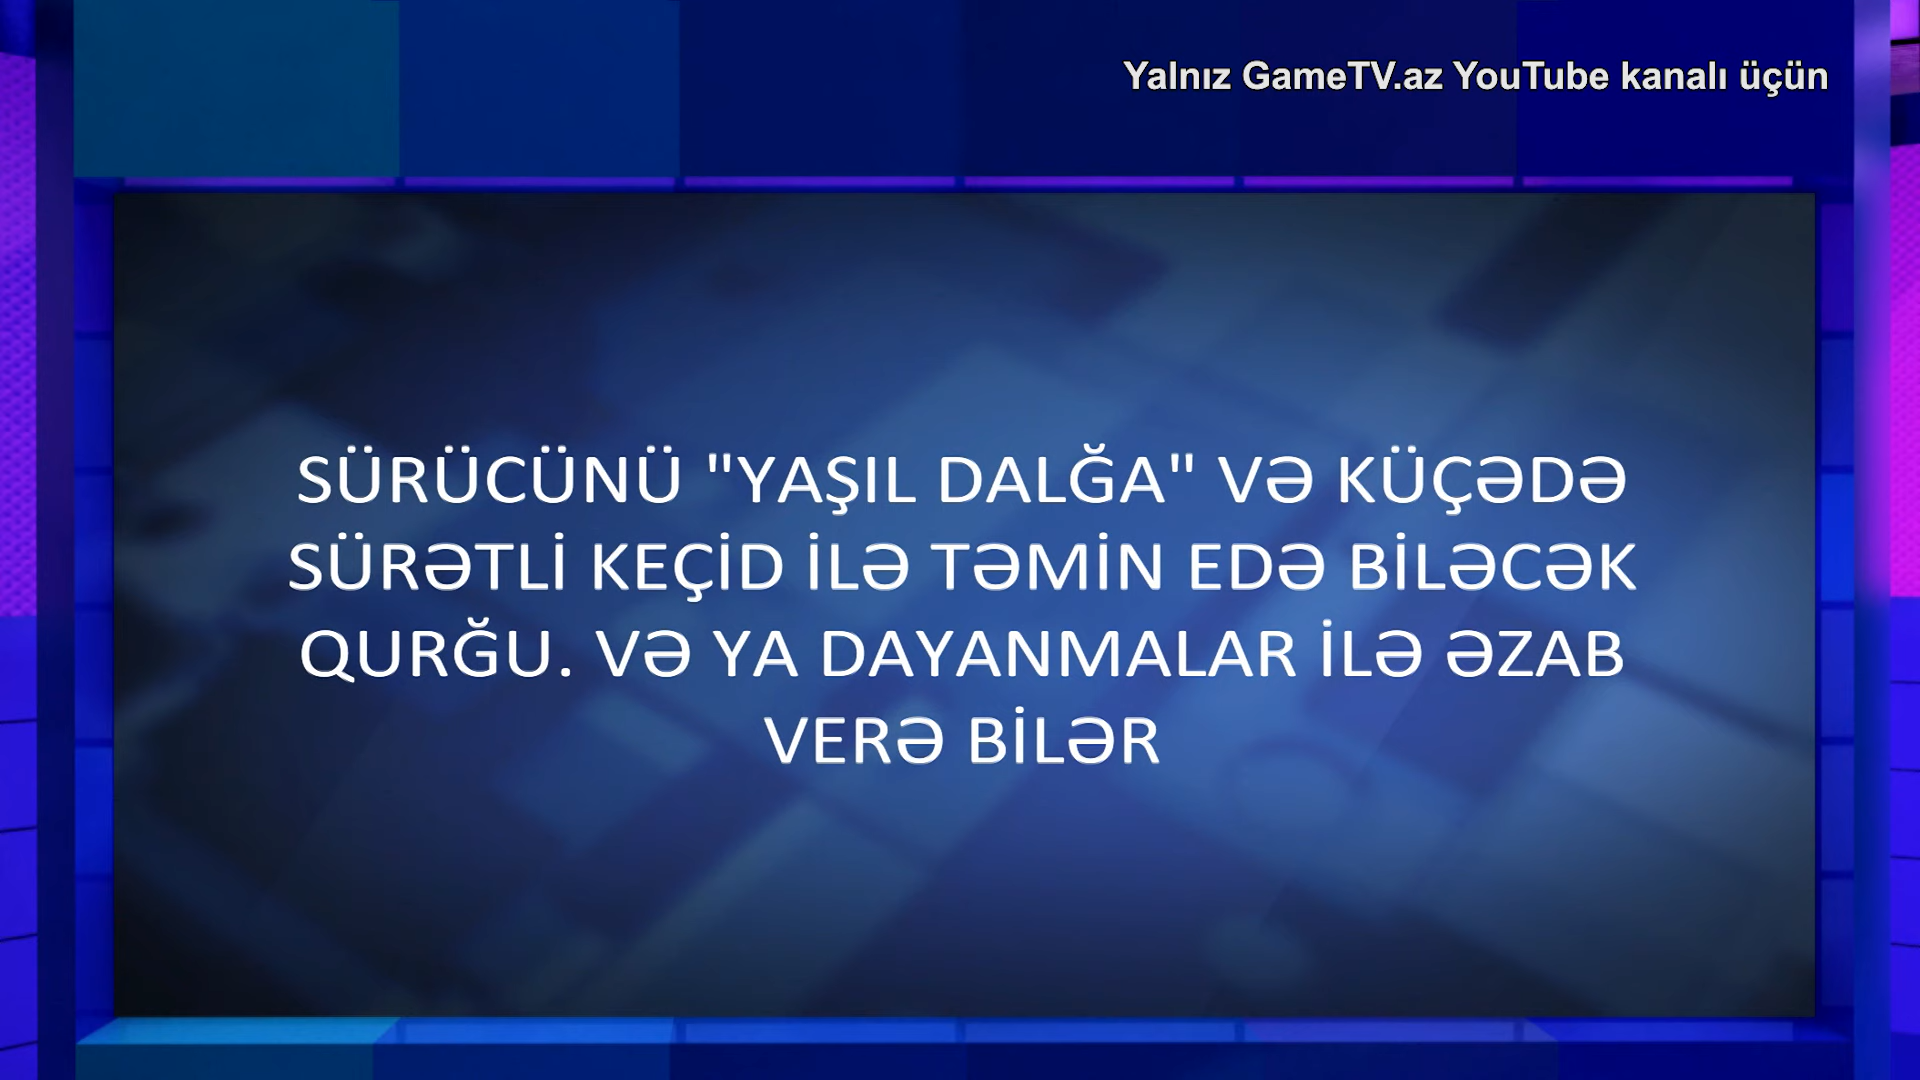 Yalnız GameTV.az YouTube kanalı üçün
SÜRÜCÜNÜ "YAŞIL DALĞA" VƏ KÜÇƏDƏ
SÜRƏTLİ KEÇİD İLƏ TƏMİN EDƏ BİLƏCƏK
QURĞU. VƏ YA DAYANMALAR İLƏ ƏZAB
VERƏ BİLƏR